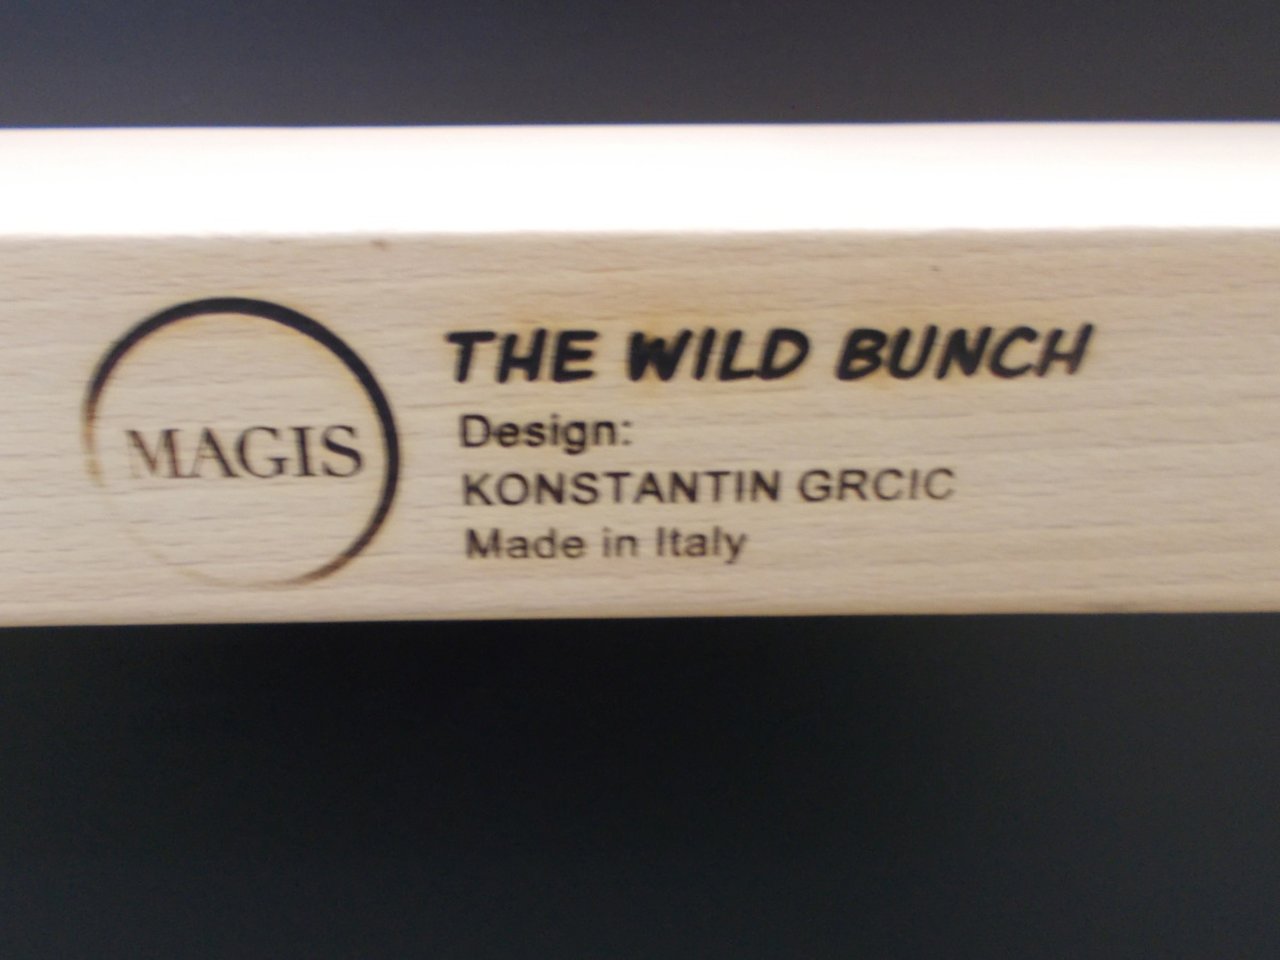 MAGIS
THE WILD BUNCH
Design:
KONSTANTIN GRCIC
Made in Italy